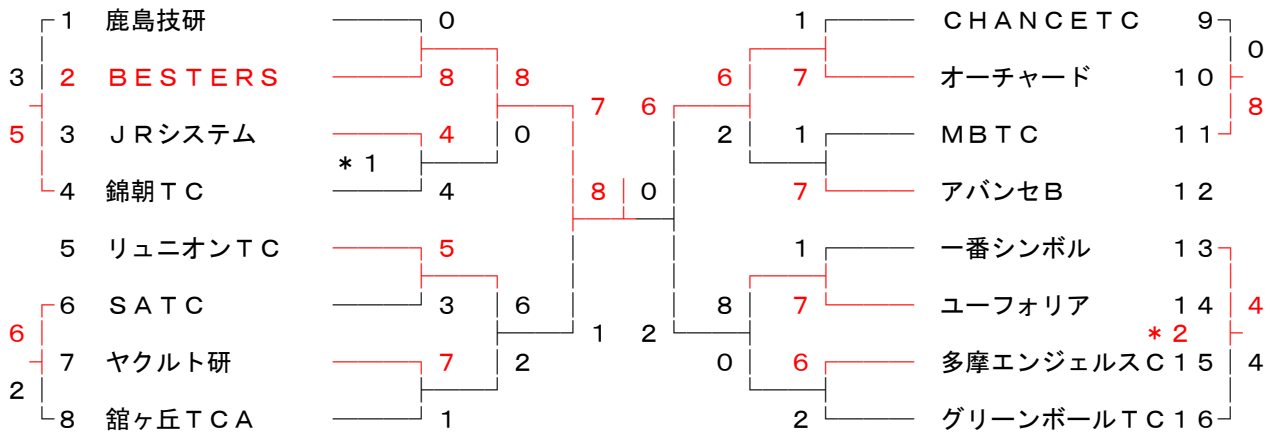 1 鹿島技研 0 1 CHANCETC 9
3 0
2 BESTERS 8 8 6 7 オーチャード 10
7 6 8
5 3 JRシステム 4 0 2 1 MBTC 11
*1
4 錦朝TC 4 8 0 7 アバンセB 12
5 リュニオンTC 5 1 一番シンボル 13
6 SATC 3 6 8 7 ユーフォリア 14 4
6 1 2 *2
7 ヤクルト研 7 2 0 6 多摩エンジェルスC 15 4
2
8 舘ヶ丘TCA 1 2 グリーンボールTC 16